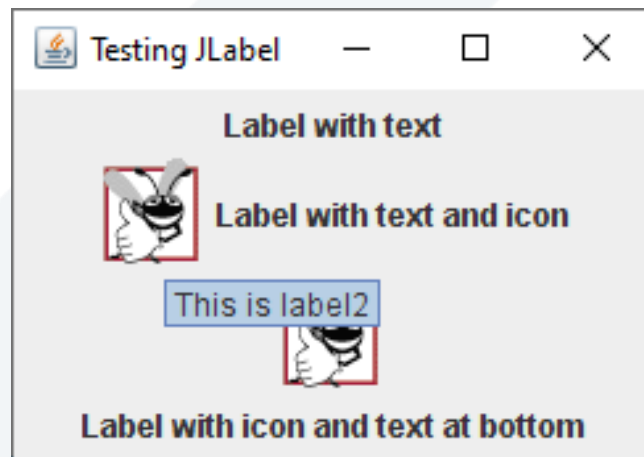 Testing JLabel
Label with text
Label with text and icon
This is label2
Label with icon and text at bottom